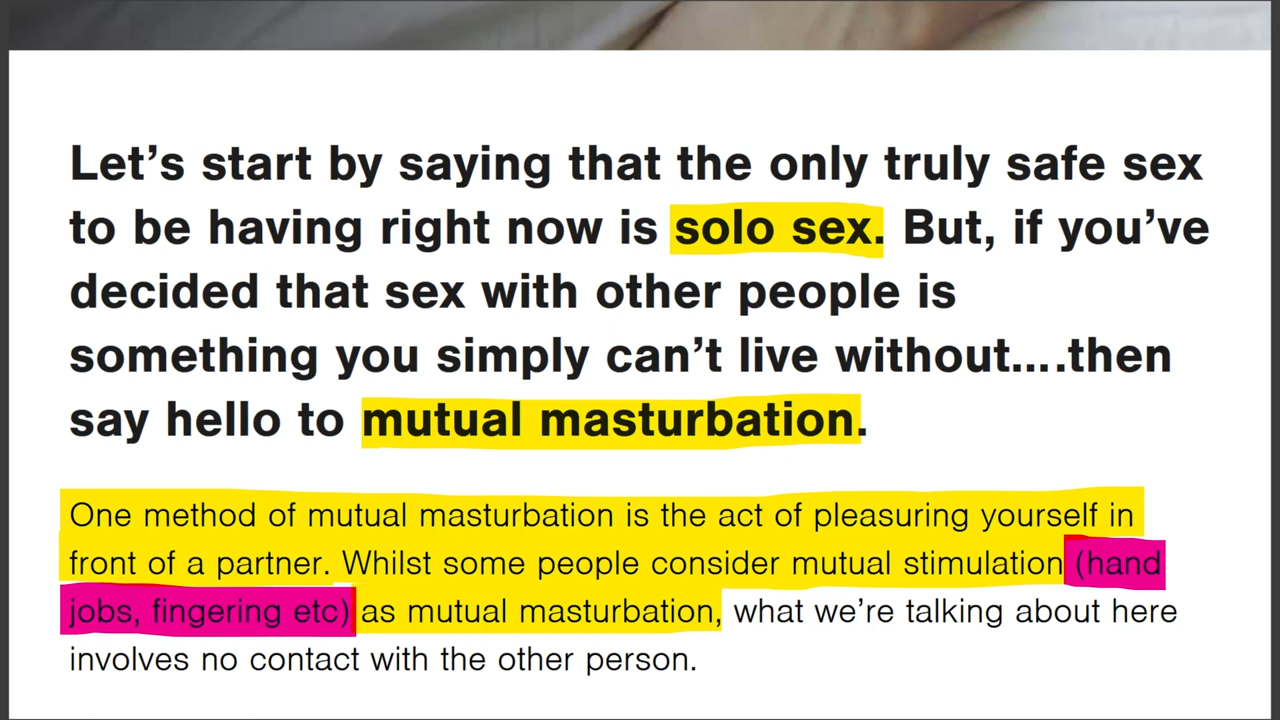 Let’s start by saying that the only truly safe sex
to be having right now is solo sex. But, if you’ve
decided that sex with other people is
something you simply can’t live without....then
say hello to mutual masturbation.
One method of mutual masturbation is the act of pleasuring yourself in
front of a partner. Whilst some people consider mutual stimulation (hand
jobs, fingering etc) as mutual masturbation, what we’re talking about here
involves no contact with the other person.